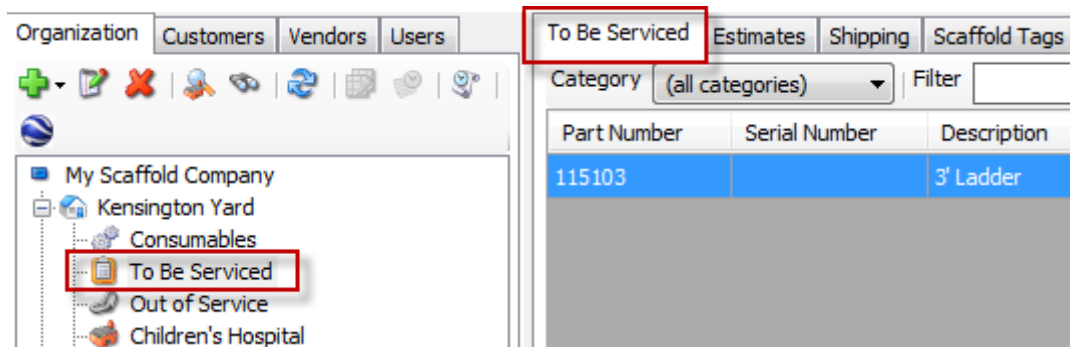 Organization Customers Vendors Users
My Scaffold Company
Kensington Yard
Consumables
To Be Serviced
Out of Service
Children's Hospital
To Be Serviced Estimates Shipping Scaffold Tags
Category (all categories) Filter
Part Number Serial Number Description
115103 3' Ladder